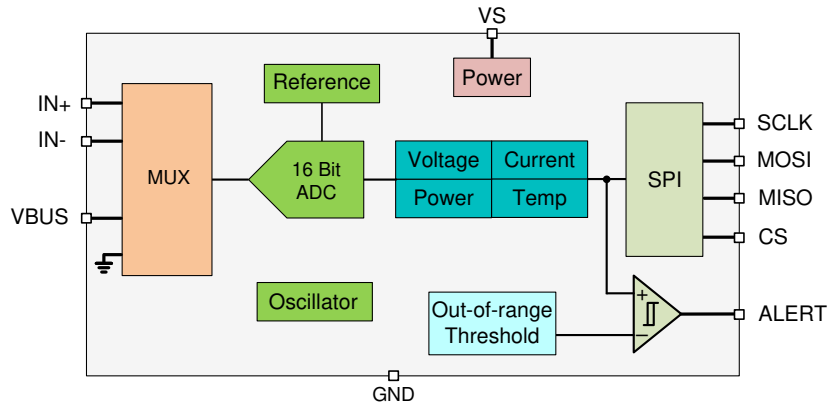 VS
Power
Reference
IN+
IN-
VBUS
MUX
16 Bit
ADC
Voltage
Current
Power
Temp
SPI
SCLK
MOSI
MISO
CS
Oscillator
Out-of-range
Threshold
+
−
ALERT
GND